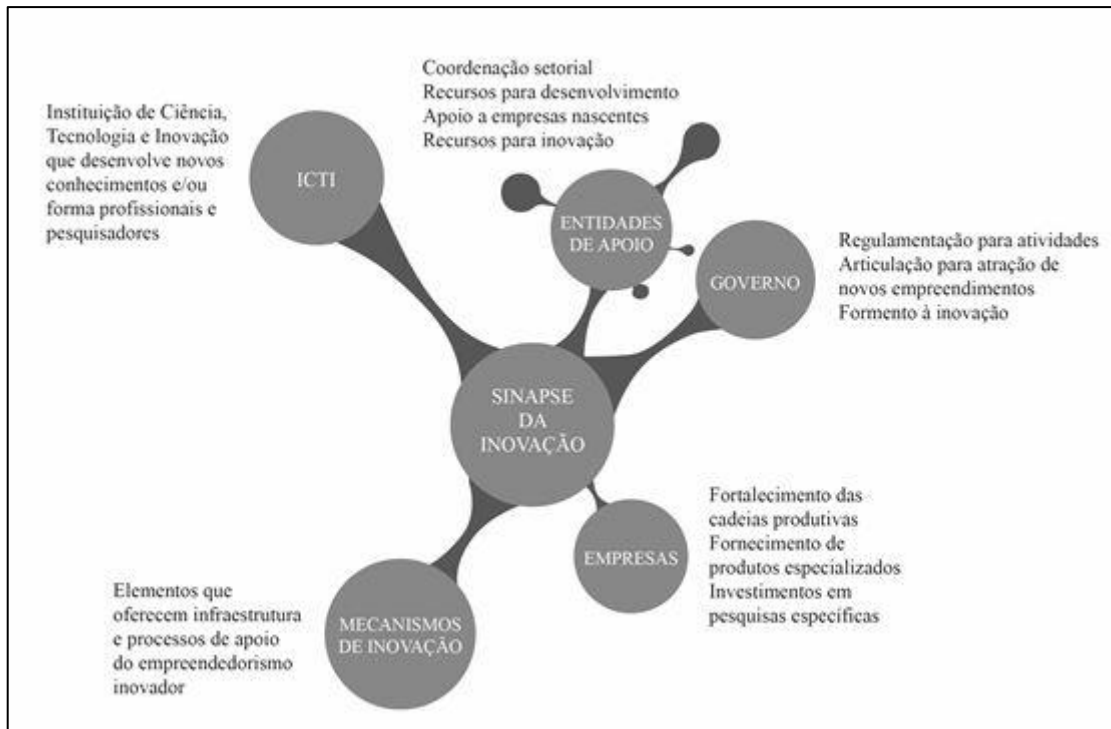 Coordenação setorial
Recursos para desenvolvimento
Apoio a empresas nascentes
Recursos para inovação
Instituição de Ciência,
Tecnologia e Inovação
que desenvolve novos
conhecimentos e/ou
forma profissionais e
pesquisadores
ICTI
ENTIDADES
DE APOIO
GOVERNO
Regulamentação para atividades
Articulação para atração de
novos empreendimentos
Formento à inovação
SINAPSE
DA
INOVAÇÃO
EMPRESAS
Fortalecimento das
cadeias produtivas
Fornecimento de
produtos especializados
Investimentos em
pesquisas específicas
Elementos que
oferecem infraestrutura
e processos de apoio
do empreendedorismo
inovador
MECANISMOS
DE INOVAÇÃO